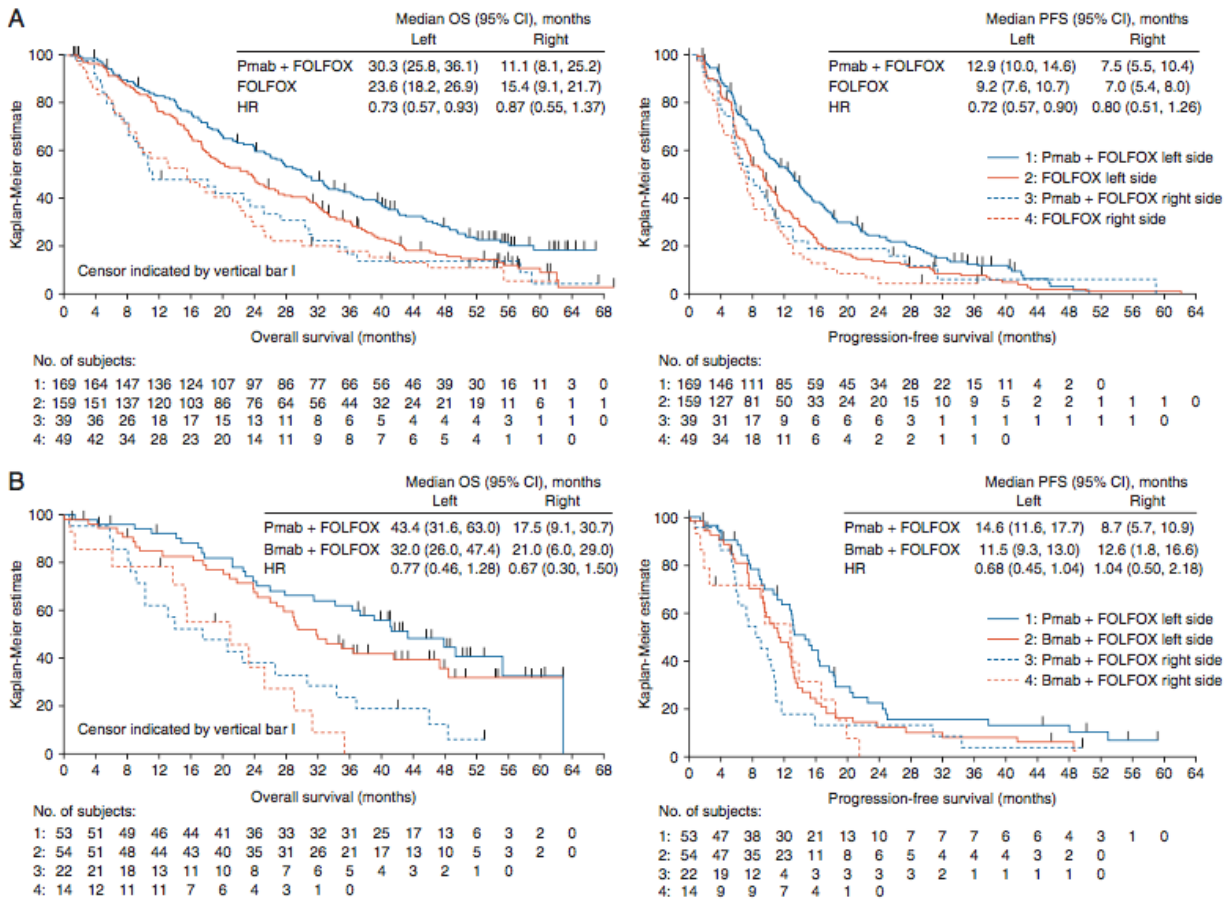 A
Median OS (95% CI), months
Left Right
Pmab + FOLFOX 30.3 (25.8, 36.1) 11.1 (8.1, 25.2)
FOLFOX 23.6 (18.2, 26.9) 15.4 (9.1, 21.7)
HR 0.73 (0.57, 0.93) 0.87 (0.55, 1.37)
Kaplan-Meier estimate
100
80
60
40
20
0
Censor indicated by vertical bar I
0 4 8 12 16 20 24 28 32 36 40 44 48 52 56 60 64 68
Overall survival (months)
No. of subjects:
1: 169 164 147 136 124 107 97 86 77 66 56 46 39 30 16 11 3 0
2: 159 151 137 120 103 86 76 64 56 44 32 24 21 19 11 6 1 1
3: 39 36 26 18 17 15 13 11 8 6 5 4 4 4 3 1 1 0
4: 49 42 34 28 23 20 14 11 9 8 7 6 5 4 1 1 0
Median PFS (95% CI), months
Left Right
Pmab + FOLFOX 12.9 (10.0, 14.6) 7.5 (5.5, 10.4)
FOLFOX 9.2 (7.6, 10.7) 7.0 (5.4, 8.0)
HR 0.72 (0.57, 0.90) 0.80 (0.51, 1.26)
1: Pmab + FOLFOX left side
2: FOLFOX left side
3: Pmab + FOLFOX right side
4: FOLFOX right side
Kaplan-Meier estimate
100
80
60
40
20
0
0 4 8 12 16 20 24 28 32 36 40 44 48 52 56 60 64
Progression-free survival (months)
No. of subjects:
1: 169 146 111 85 59 45 34 28 22 15 11 4 2 0
2: 159 127 81 50 33 24 20 15 10 9 5 2 2 1 1 1 0
3: 39 31 17 9 6 6 6 3 1 1 1 1 1 1 1 0
4: 49 34 18 11 6 4 2 2 1 1 0
B
Median OS (95% CI), months
Left Right
Pmab + FOLFOX 43.4 (31.6, 63.0) 17.5 (9.1, 30.7)
Bmab + FOLFOX 32.0 (26.0, 47.4) 21.0 (6.0, 29.0)
HR 0.77 (0.46, 1.28) 0.67 (0.30, 1.50)
Kaplan-Meier estimate
100
80
60
40
20
0
Censor indicated by vertical bar I
0 4 8 12 16 20 24 28 32 36 40 44 48 52 56 60 64 68
Overall survival (months)
No. of subjects:
1: 53 51 49 46 44 41 36 33 32 31 25 17 13 6 3 2 0
2: 54 51 48 44 43 40 35 31 26 21 17 13 10 5 3 2 0
3: 22 21 18 13 11 10 8 7 6 5 4 3 2 1 0
4: 14 12 11 11 7 6 4 3 1 0
Median PFS (95% CI), months
Left Right
Pmab + FOLFOX 14.6 (11.6, 17.7) 8.7 (5.7, 10.9)
Bmab + FOLFOX 11.5 (9.3, 13.0) 12.6 (1.8, 16.6)
HR 0.68 (0.45, 1.04) 1.04 (0.50, 2.18)
1: Pmab + FOLFOX left side
2: Bmab + FOLFOX left side
3: Pmab + FOLFOX right side
4: Bmab + FOLFOX right side
Kaplan-Meier estimate
100
80
60
40
20
0
0 4 8 12 16 20 24 28 32 36 40 44 48 52 56 60 64
Progression-free survival (months)
No. of subjects:
1: 53 47 38 30 21 13 10 7 7 7 6 6 4 3 1 0
2: 54 47 35 23 11 8 6 5 4 4 4 3 2 0
3: 22 19 12 4 3 3 3 3 2 1 1 1 1 0
4: 14 9 9 7 4 1 0